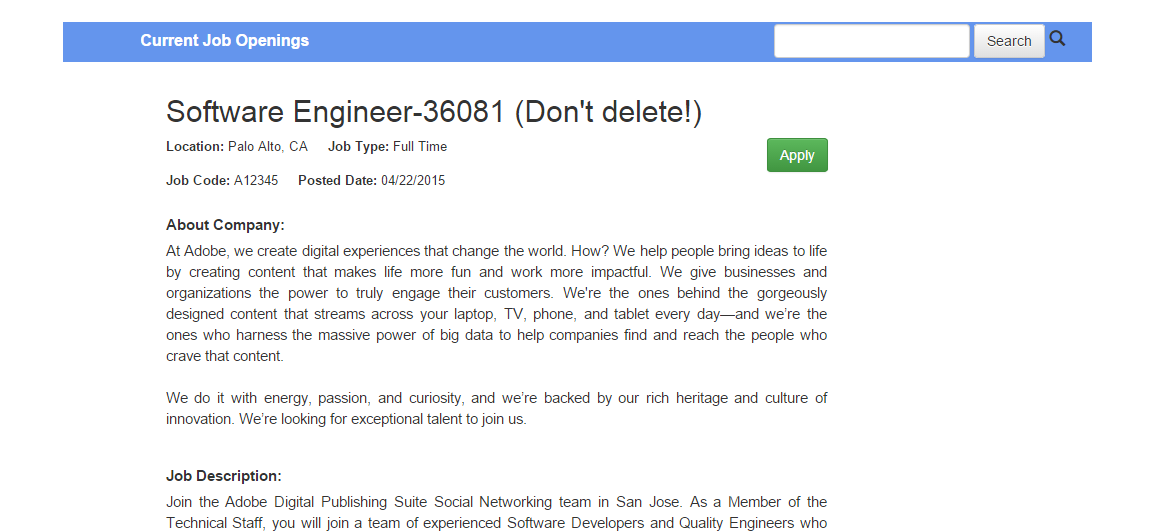 Current Job Openings
Search
Software Engineer-36081 (Don't delete!)
Location: Palo Alto, CA Job Type: Full Time
Apply
Job Code: A12345 Posted Date: 04/22/2015
About Company:
At Adobe, we create digital experiences that change the world. How? We help people bring ideas to life
by creating content that makes life more fun and work more impactful. We give businesses and
organizations the power to truly engage their customers. We're the ones behind the gorgeously
designed content that streams across your laptop, TV, phone, and tablet every day—and we’re the
ones who harness the massive power of big data to help companies find and reach the people who
crave that content.
We do it with energy, passion, and curiosity, and we’re backed by our rich heritage and culture of
innovation. We’re looking for exceptional talent to join us.
Job Description:
Join the Adobe Digital Publishing Suite Social Networking team in San Jose. As a Member of the
Technical Staff, you will join a team of experienced Software Developers and Quality Engineers who